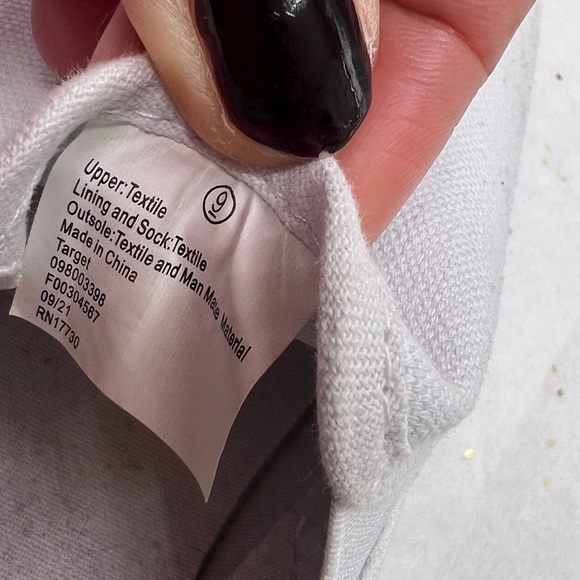 Upper:Textile
Lining and Sock:Textile
Outsole:Textile and Man Made Material
Made in China
Target
098003398
F00304567
09/21
RN17730
9